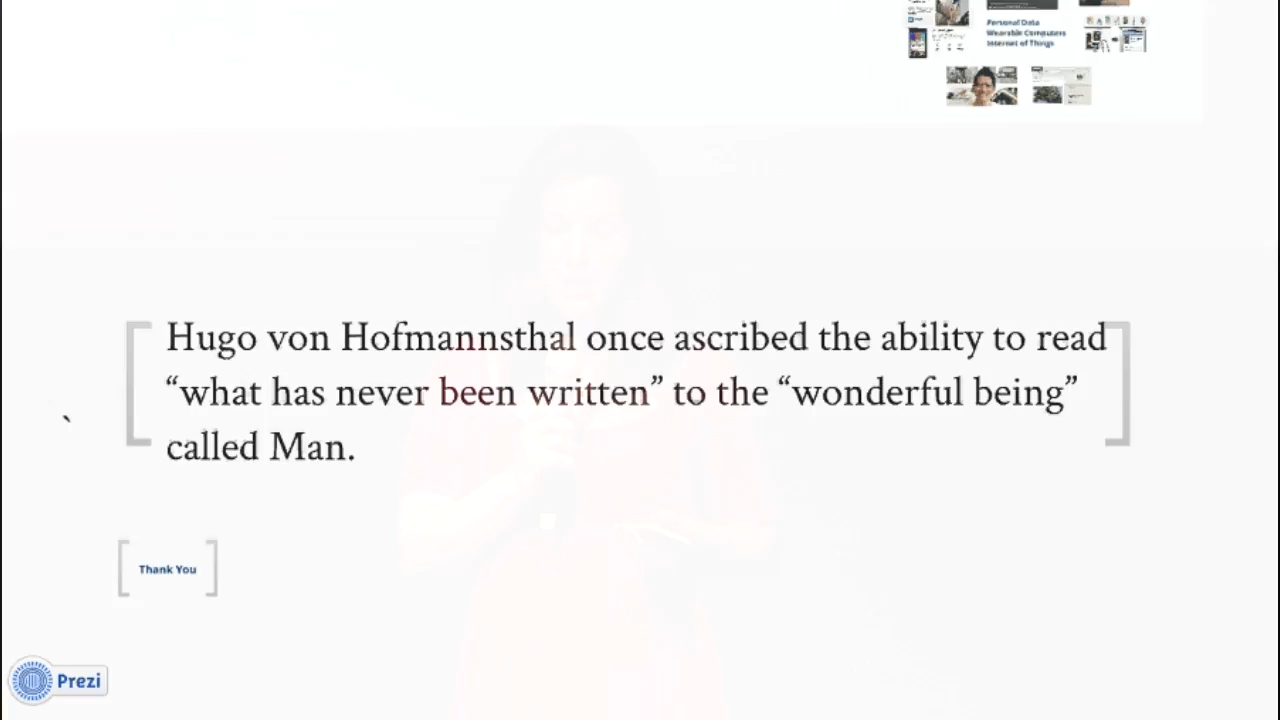 Personal Data
Wearable Computers
Internet of Things
Hugo von Hofmannsthal once ascribed the ability to read
“what has never been written” to the “wonderful being”
called Man.
Thank You
Prezi